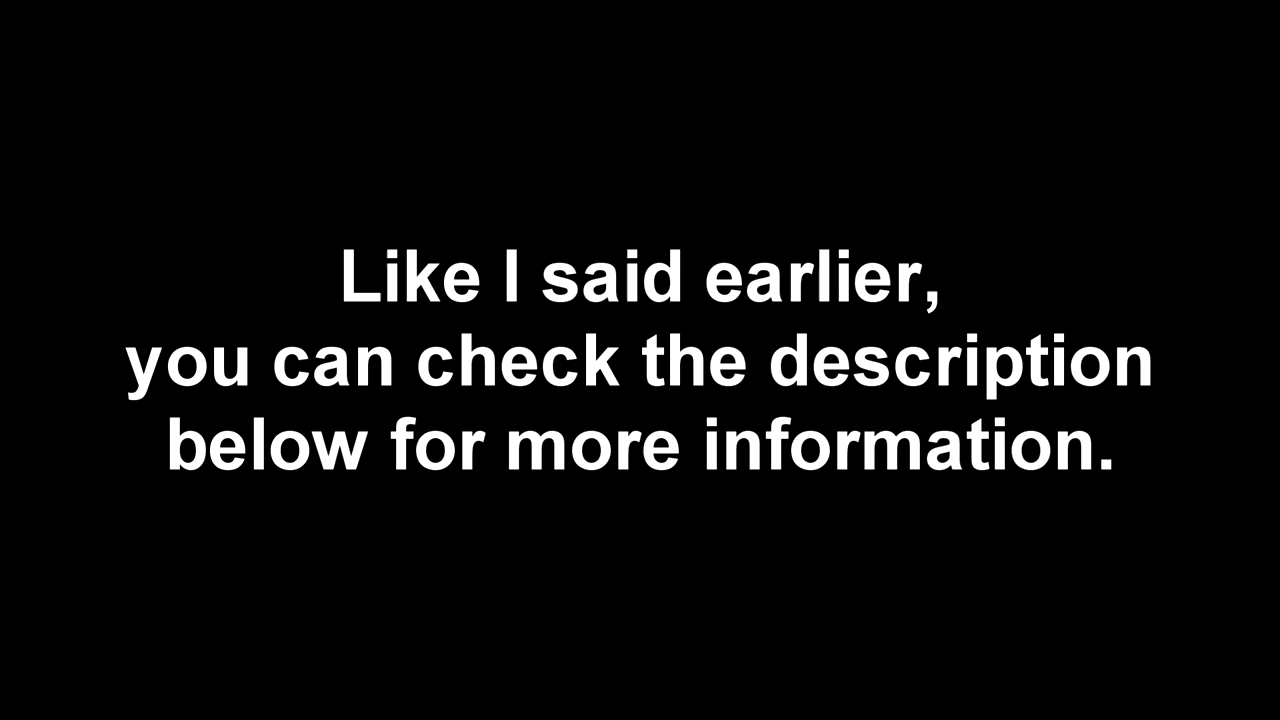 Like I said earlier,
you can check the description
below for more information.